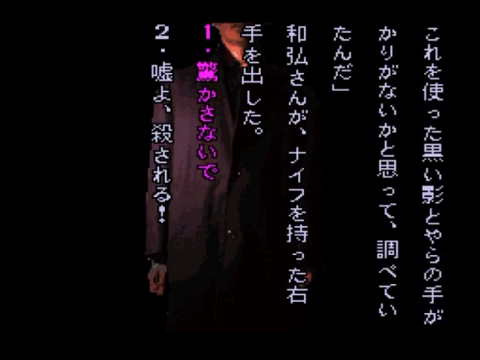 これを使った黒い影とやらの手が
かりがないかと思って、調べてい
たんだ」
和弘さんが、ナイフを持った右
手を出した。
1・驚かさないで
2・嘘よ、殺される!